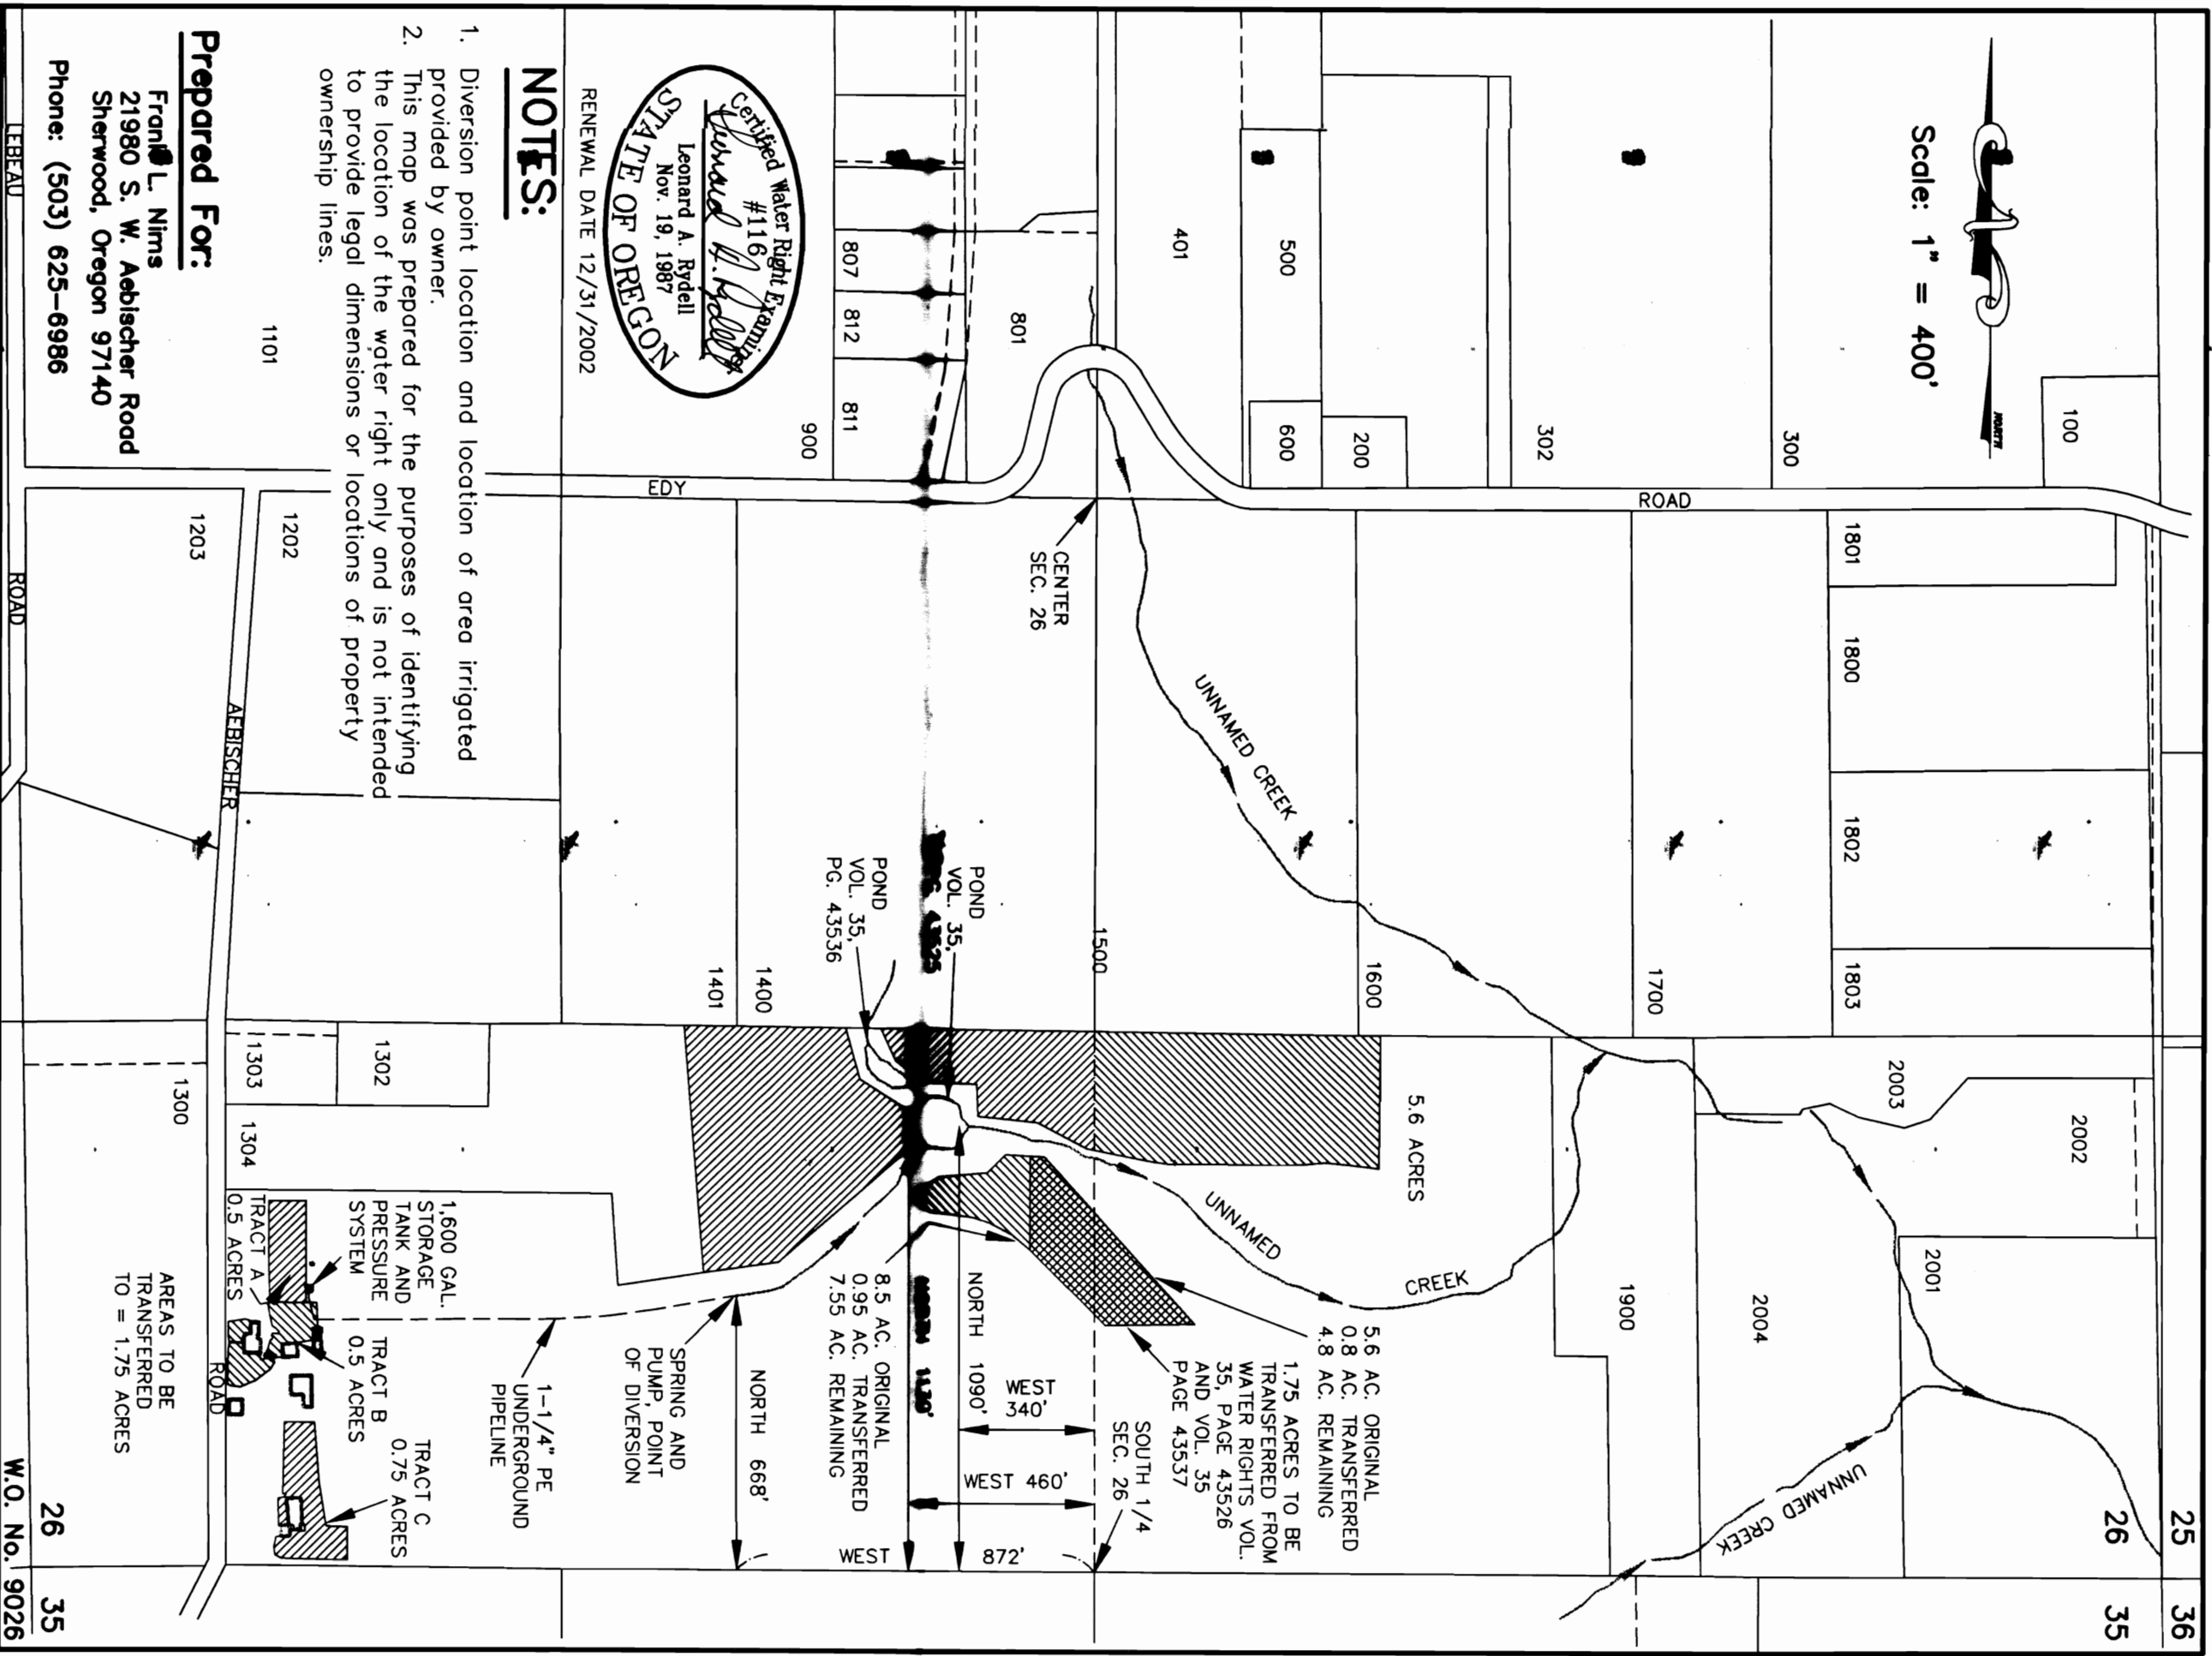 Scale: 1" = 400'
NORTH
100
300
302
200
600
500
401
801
807
812
811
900
1101
EDY
ROAD
CENTER
SEC. 26
1801
1800
1802
1803
1700
1600
1500
1400
1401
1202
1203
AEBISCHER
ROAD
LEBEAU
ROAD
UNNAMED CREEK
POND
VOL. 35,
POND
VOL. 35,
PG. 43536
2003
2002
2001
2004
1900
5.6 ACRES
UNNAMED
CREEK
UNNAMED CREEK
1302
1303
1304
1300
5.6 AC. ORIGINAL
0.8 AC. TRANSFERRED
4.8 AC. REMAINING
1.75 ACRES TO BE
TRANSFERRED FROM
WATER RIGHTS VOL.
35, PAGE 43526
AND VOL. 35
PAGE 43537
SOUTH 1/4
SEC. 26
WEST
340'
WEST 460'
WEST 872'
NORTH 1090'
8.5 AC. ORIGINAL
0.95 AC. TRANSFERRED
7.55 AC. REMAINING
NORTH 668'
SPRING AND
PUMP, POINT
OF DIVERSION
1-1/4" PE
UNDERGROUND
PIPELINE
1,600 GAL.
STORAGE
TANK AND
PRESSURE
SYSTEM
TRACT A
0.5 ACRES
TRACT B
0.5 ACRES
TRACT C
0.75 ACRES
AREAS TO BE
TRANSFERRED
TO = 1.75 ACRES
25 36
26 35
26 35
W.O. No. 9026
Certified Water Right Examiner
#116
Leonard A. Rydell
Leonard A. Rydell
Nov. 19, 1987
STATE OF OREGON
RENEWAL DATE 12/31/2002
NOTES:
1. Diversion point location and location of area irrigated
provided by owner.
2. This map was prepared for the purposes of identifying
the location of the water right only and is not intended
to provide legal dimensions or locations of property
ownership lines.
Prepared For:
Frank L. Nims
21980 S. W. Aebischer Road
Sherwood, Oregon 97140
Phone: (503) 625-6986